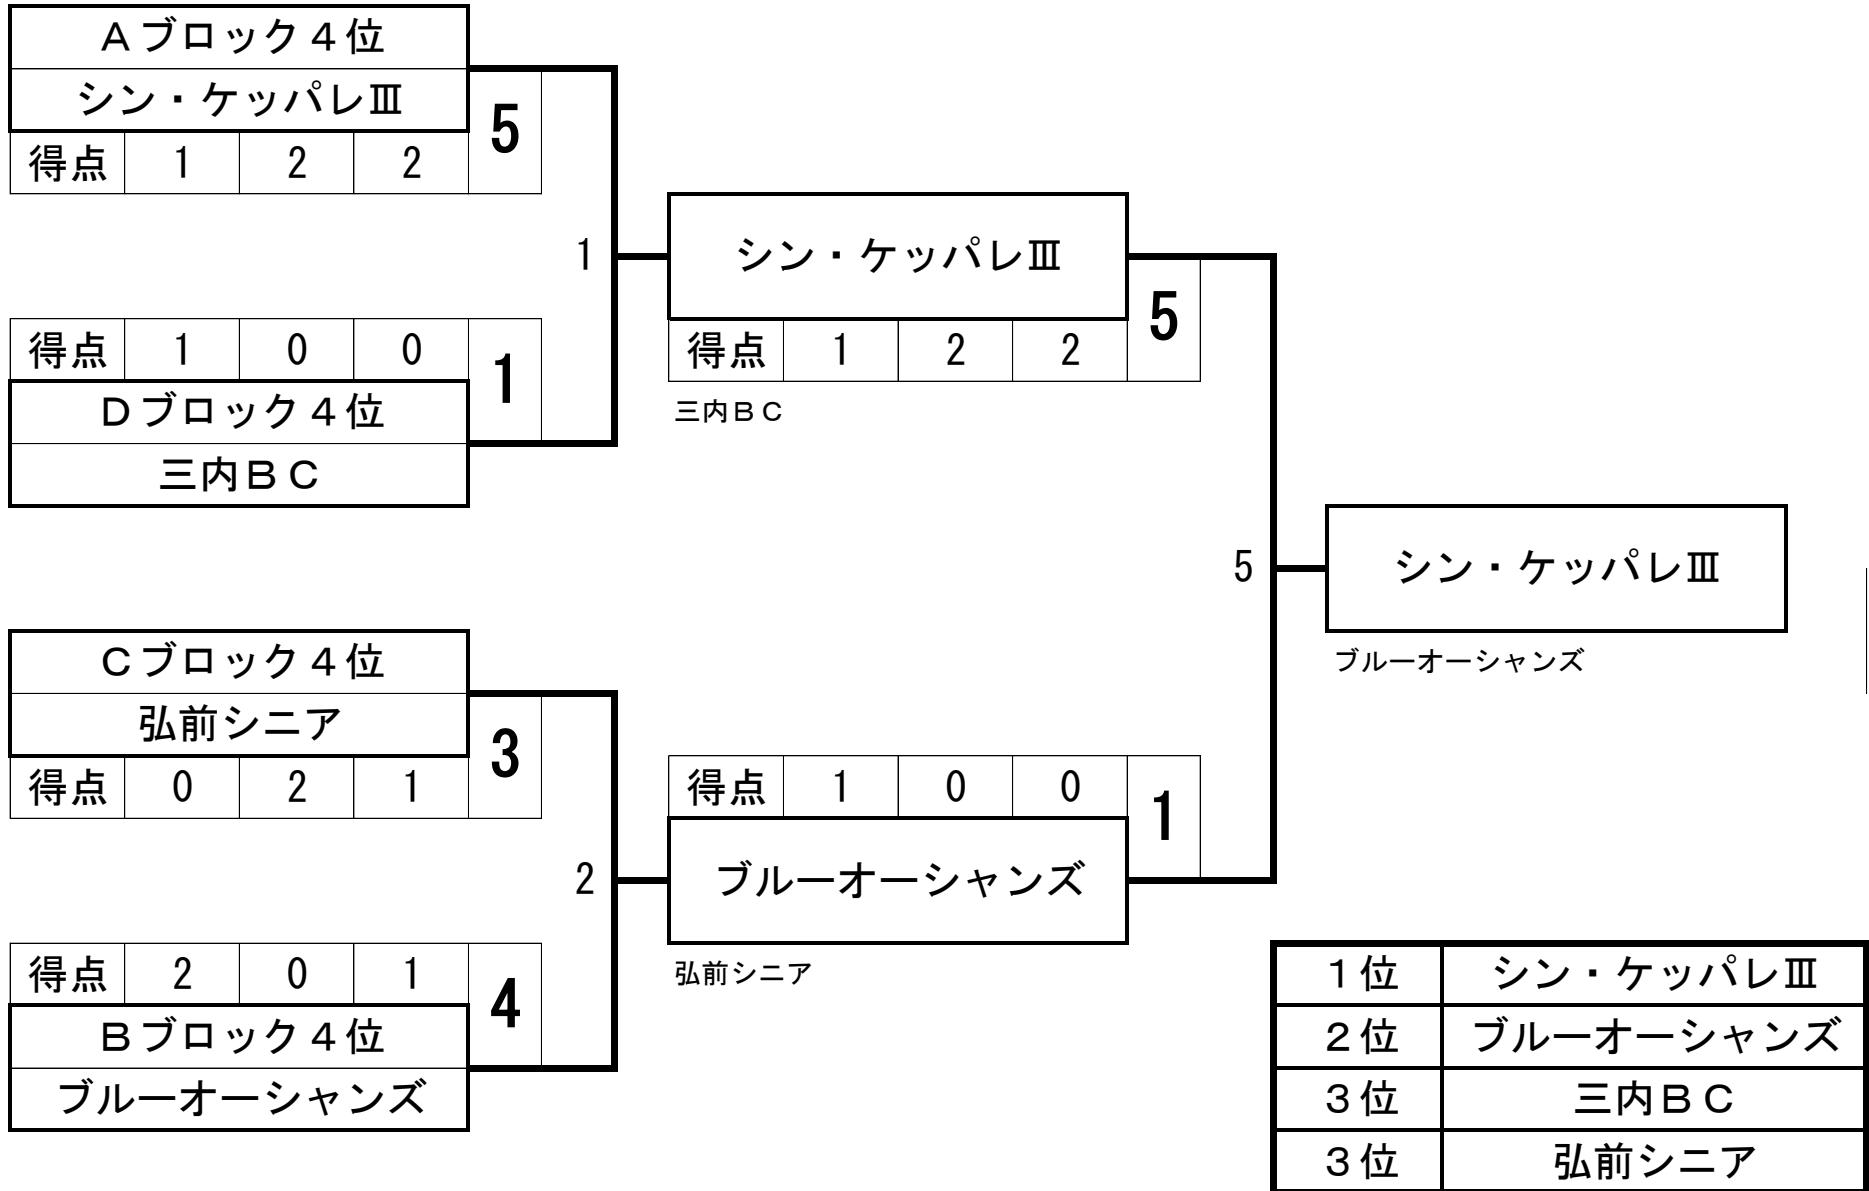 Ａブロック４位
シン・ケッパレⅢ
得点 1 2 2 5
1
得点 1 0 0 1
Ｄブロック４位
三内ＢＣ
シン・ケッパレⅢ
得点 1 2 2 5
三内ＢＣ
Ｃブロック４位
弘前シニア
得点 0 2 1 3
2
得点 2 0 1 4
Ｂブロック４位
ブルーオーシャンズ
得点 1 0 0 1
ブルーオーシャンズ
弘前シニア
5
シン・ケッパレⅢ
ブルーオーシャンズ
１位 シン・ケッパレⅢ
２位 ブルーオーシャンズ
３位 三内ＢＣ
３位 弘前シニア